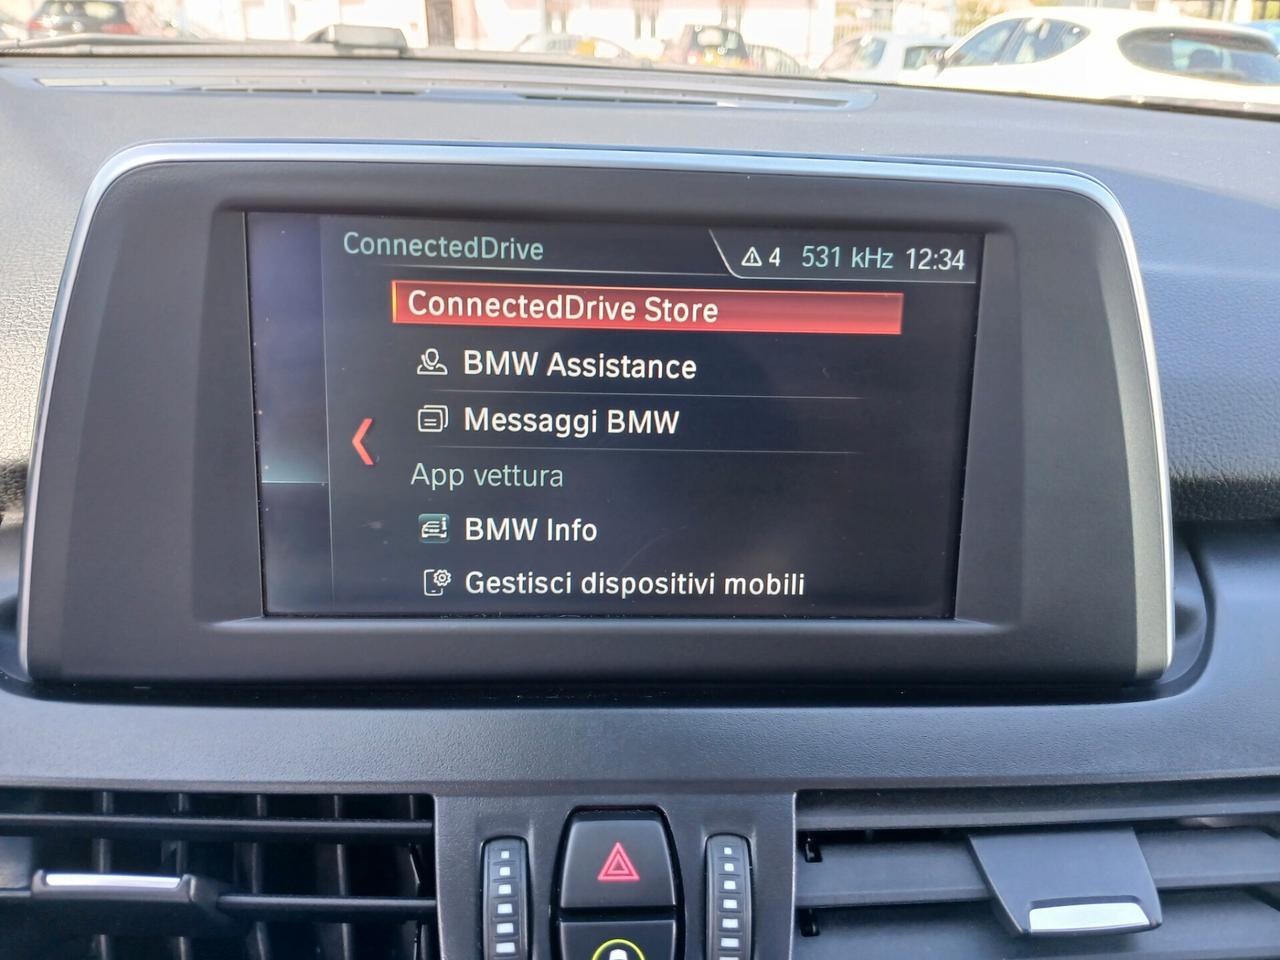 ConnectedDrive 4 531 kHz 12:34
ConnectedDrive Store
BMW Assistance
Messaggi BMW
App vettura
BMW Info
Gestisci dispositivi mobili